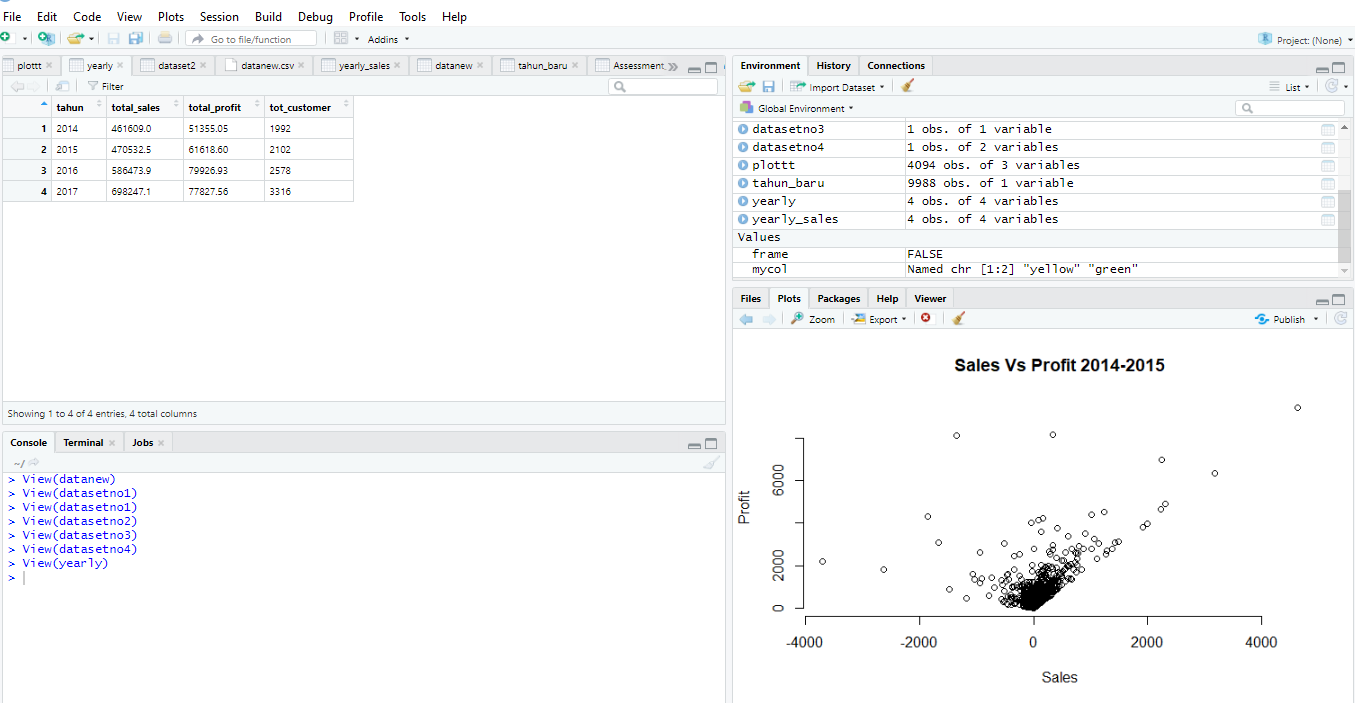 File Edit Code View Plots Session Build Debug Profile Tools Help
Go to file/function Addins Project: (None)
plottt yearly dataset2 datanew.csv yearly_sales datanew tahun_baru Assessment.
Filter
tahun total_sales total_profit tot_customer
1 2014 461609.0 51355.05 1992
2 2015 470532.5 61618.60 2102
3 2016 586473.9 79926.93 2578
4 2017 698247.1 77827.56 3316
Showing 1 to 4 of 4 entries, 4 total columns
Console Terminal Jobs
~/
> View(datanew)
> View(datasetno1)
> View(datasetno1)
> View(datasetno2)
> View(datasetno3)
> View(datasetno4)
> View(yearly)
>
Environment History Connections
Import Dataset List
Global Environment
datasetno3 1 obs. of 1 variable
datasetno4 1 obs. of 2 variables
plottt 4094 obs. of 3 variables
tahun_baru 9988 obs. of 1 variable
yearly 4 obs. of 4 variables
yearly_sales 4 obs. of 4 variables
Values
frame FALSE
mycol Named chr [1:2] "yellow" "green"
Files Plots Packages Help Viewer
Zoom Export Publish
Sales Vs Profit 2014-2015
Profit
6000
2000
0
-4000 -2000 0 2000 4000
Sales